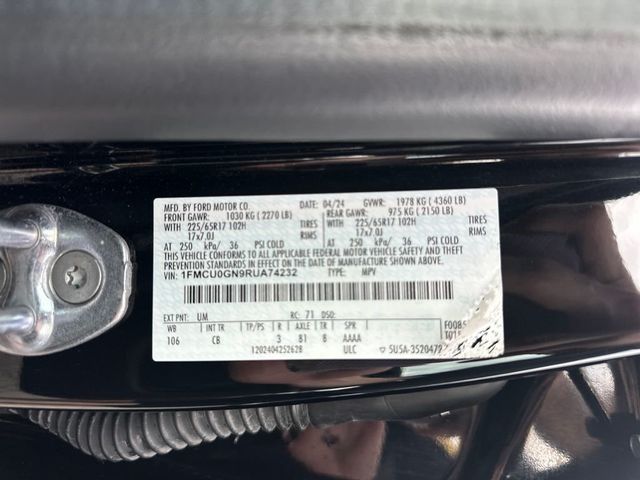 MFD. BY FORD MOTOR CO. DATE: 04/24 GVWR: 1978 KG ( 4360 LB)
FRONT GAWR: 1030 KG ( 2270 LB) REAR GAWR: 975 KG ( 2150 LB)
WITH 225/65R17 102H TIRES WITH 225/65R17 102H TIRES
17x7.0J RIMS 17x7.0J RIMS
AT 250 kPa/ 36 PSI COLD AT 250 kPa/ 36 PSI COLD
THIS VEHICLE CONFORMS TO ALL APPLICABLE FEDERAL MOTOR VEHICLE SAFETY AND THEFT
PREVENTION STANDARDS IN EFFECT ON THE DATE OF MANUFACTURE SHOWN ABOVE.
VIN: 1FMCU0GN9RUA74232 TYPE: MPV
EXT PNT: UM RC: 71 DSO:
WB INT TR TP/PS R AXLE TR SPR F0085
106 CB 3 81 8 AAAA
1202404252628 ULC 5U5A-3520472